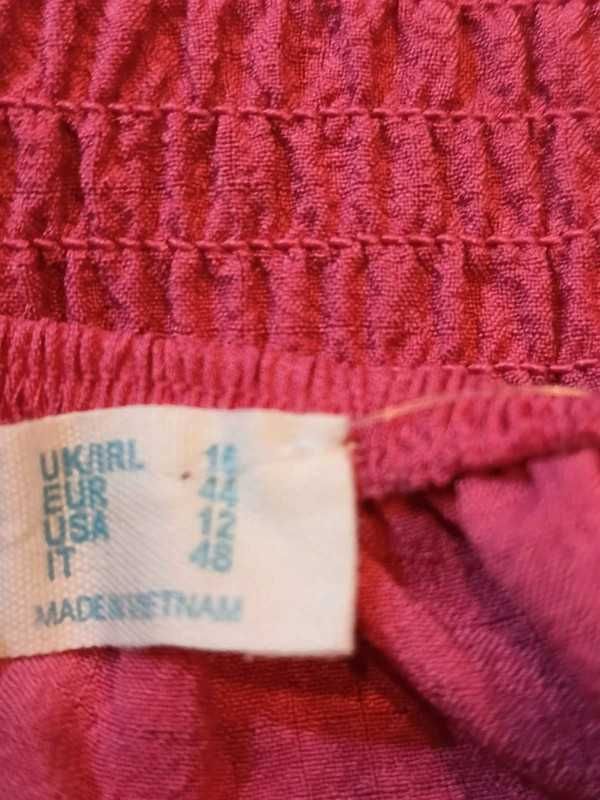 UK/IRL 16
EUR 44
USA 12
IT 48
MADE IN VIETNAM